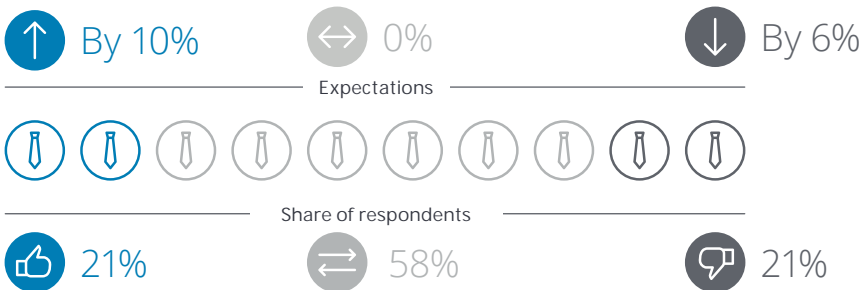 By 10% 0% By 6%
Expectations
Share of respondents
21% 58% 21%